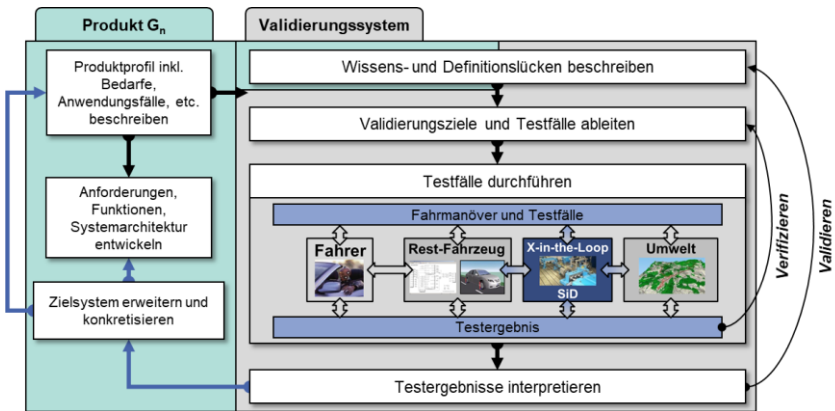 Produkt Gn
Validierungssystem
Produktprofil inkl.
Bedarfe,
Anwendungsfälle, etc.
beschreiben
Anforderungen,
Funktionen,
Systemarchitektur
entwickeln
Zielsystem erweitern und
konkretisieren
Wissens- und Definitionslücken beschreiben
Validierungsziele und Testfälle ableiten
Testfälle durchführen
Fahrmanöver und Testfälle
Fahrer
Rest-Fahrzeug
X-in-the-Loop
SiD
Umwelt
Testergebnis
Testergebnisse interpretieren
Verifizieren
Validieren